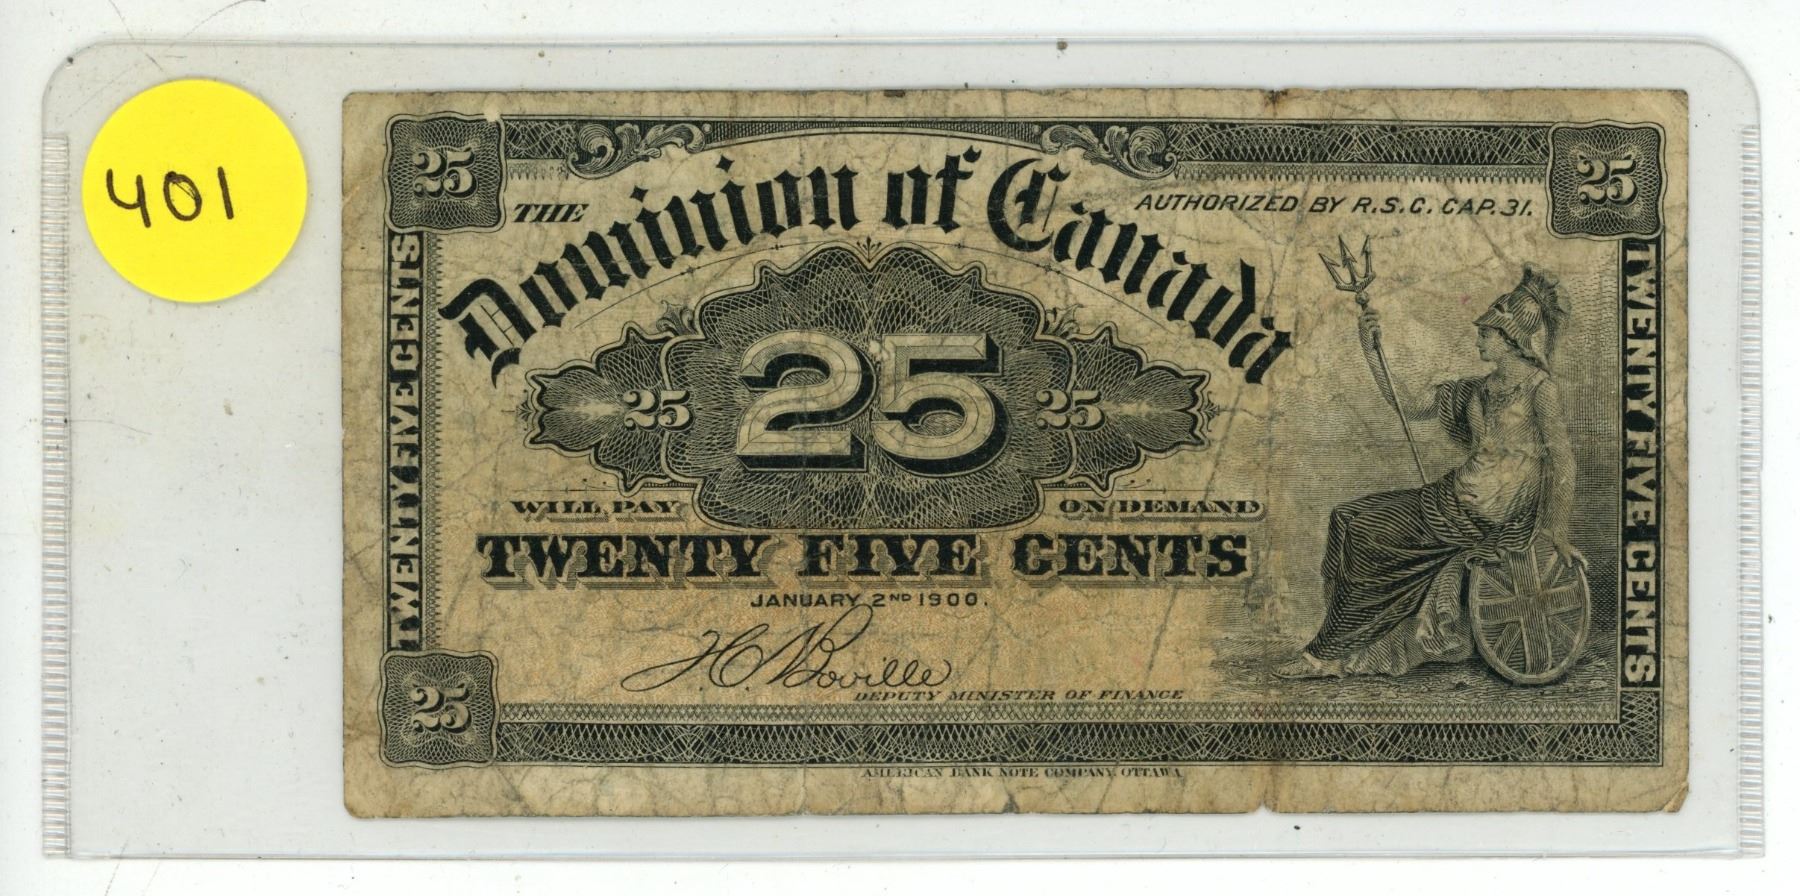 401
25
25
THE
Dominion of Canada
AUTHORIZED BY R.S.C. CAP. 31.
TWENTY FIVE CENTS
TWENTY FIVE CENTS
25
25
25
WILL PAY
ON DEMAND
TWENTY FIVE CENTS
JANUARY 2ND 1900.
H C N Boville
DEPUTY MINISTER OF FINANCE
25
AMERICAN BANK NOTE COMPANY, OTTAWA